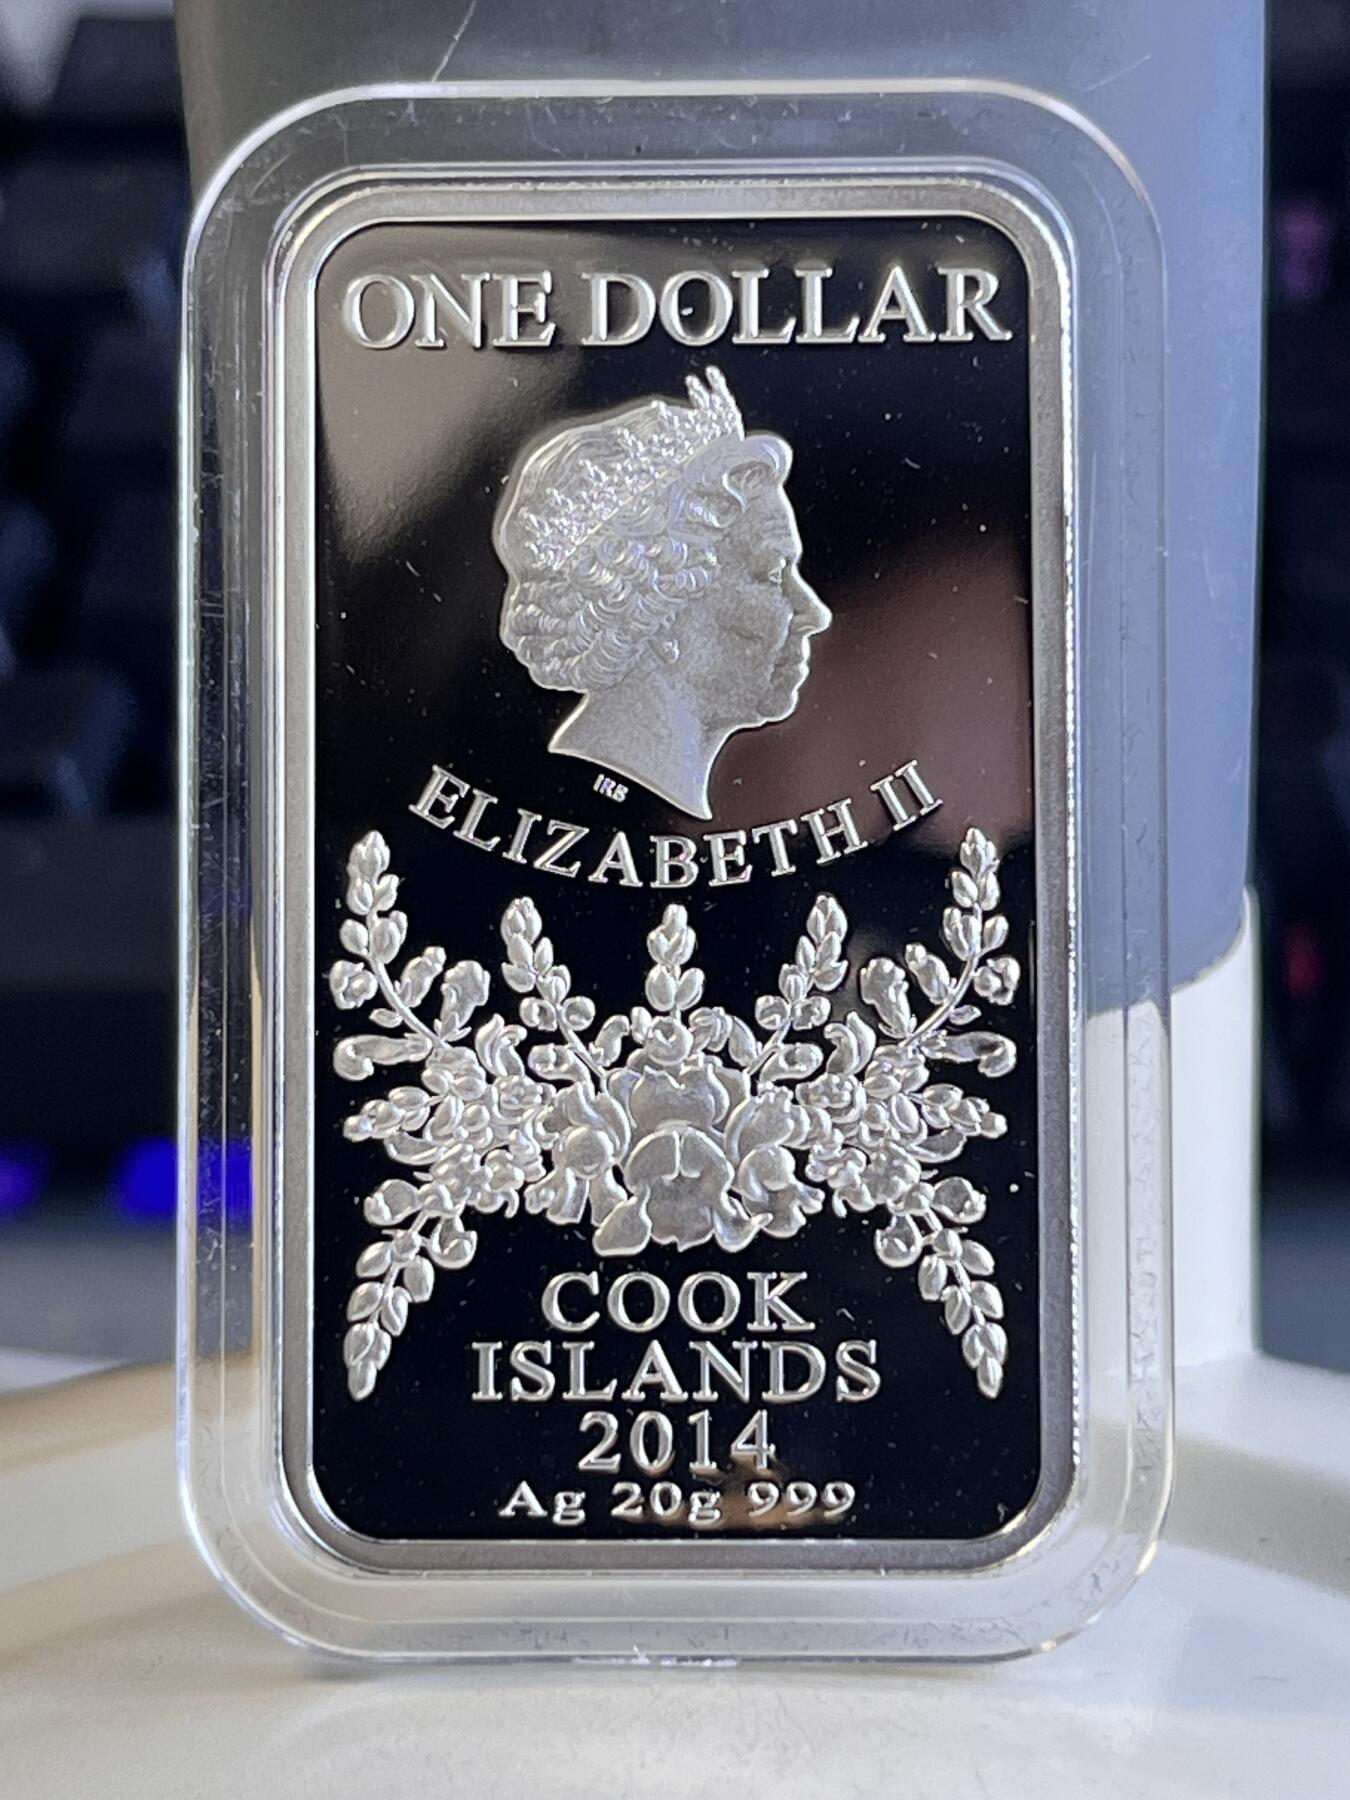 ONE DOLLAR
IRB
ELIZABETH II
COOK
ISLANDS
2014
Ag 20g 999